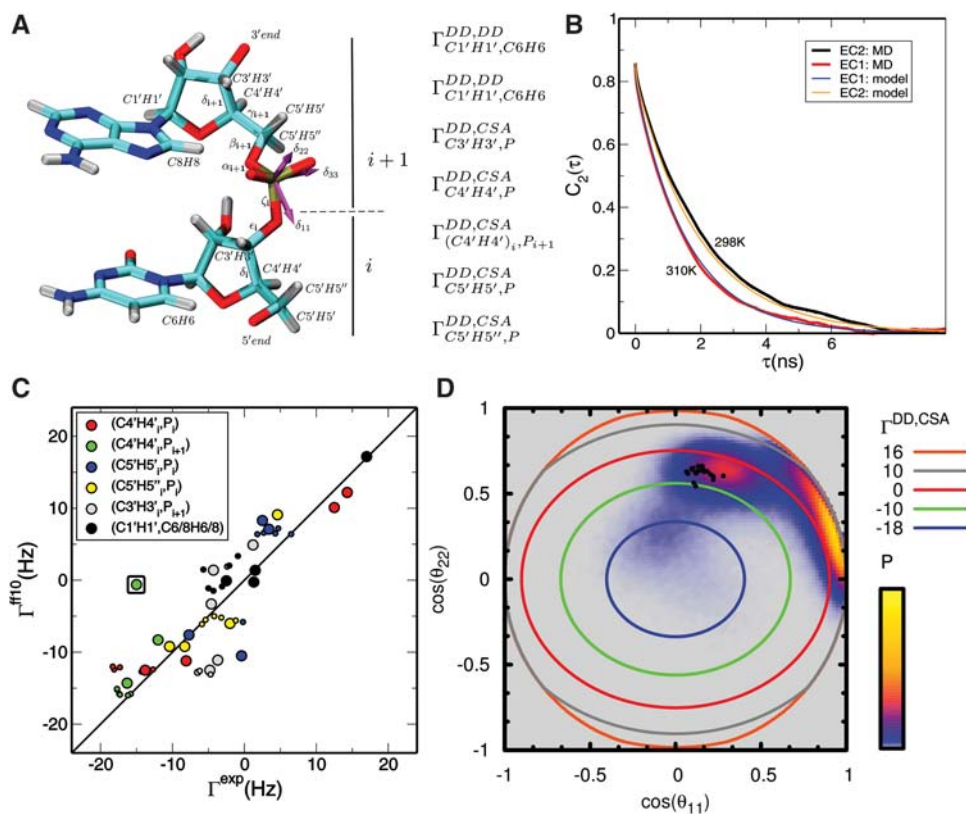 A
3'end
C3'H3'
C4'H4'
C1'H1'
δi+1
γi+1
C5'H5'
C5'H5''
βi+1
δ22
αi+1
δ33
C8H8
ζi
δ11
ϵi
C3'H3'
δi
C4'H4'
C5'H5''
C6H6
C5'H5'
5'end
i+1
i
Γ^{DD,DD}_{C1'H1',C6H6}
Γ^{DD,DD}_{C1'H1',C6H6}
Γ^{DD,CSA}_{C3'H3',P}
Γ^{DD,CSA}_{C4'H4',P}
Γ^{DD,CSA}_{(C4'H4')_i,P_{i+1}}
Γ^{DD,CSA}_{C5'H5',P}
Γ^{DD,CSA}_{C5'H5'',P}
B
EC2: MD
EC1: MD
EC1: model
EC2: model
298K
310K
C2(τ)
1
0.8
0.6
0.4
0.2
0
0 2 4 6
τ(ns)
C
(C4'H4'i,Pi)
(C4'H4'i,Pi+1)
(C5'H5'i,Pi)
(C5'H5''i,Pi)
(C3'H3'i,Pi+1)
(C1'H1',C6/8H6/8)
Γ^{ff10}(Hz)
20
10
0
-10
-20
-20 -10 0 10 20
Γ^{exp}(Hz)
D
cos(θ22)
1
0.5
0
-0.5
-1
-1 -0.5 0 0.5 1
cos(θ11)
Γ^{DD,CSA}
16
10
0
-10
-18
P